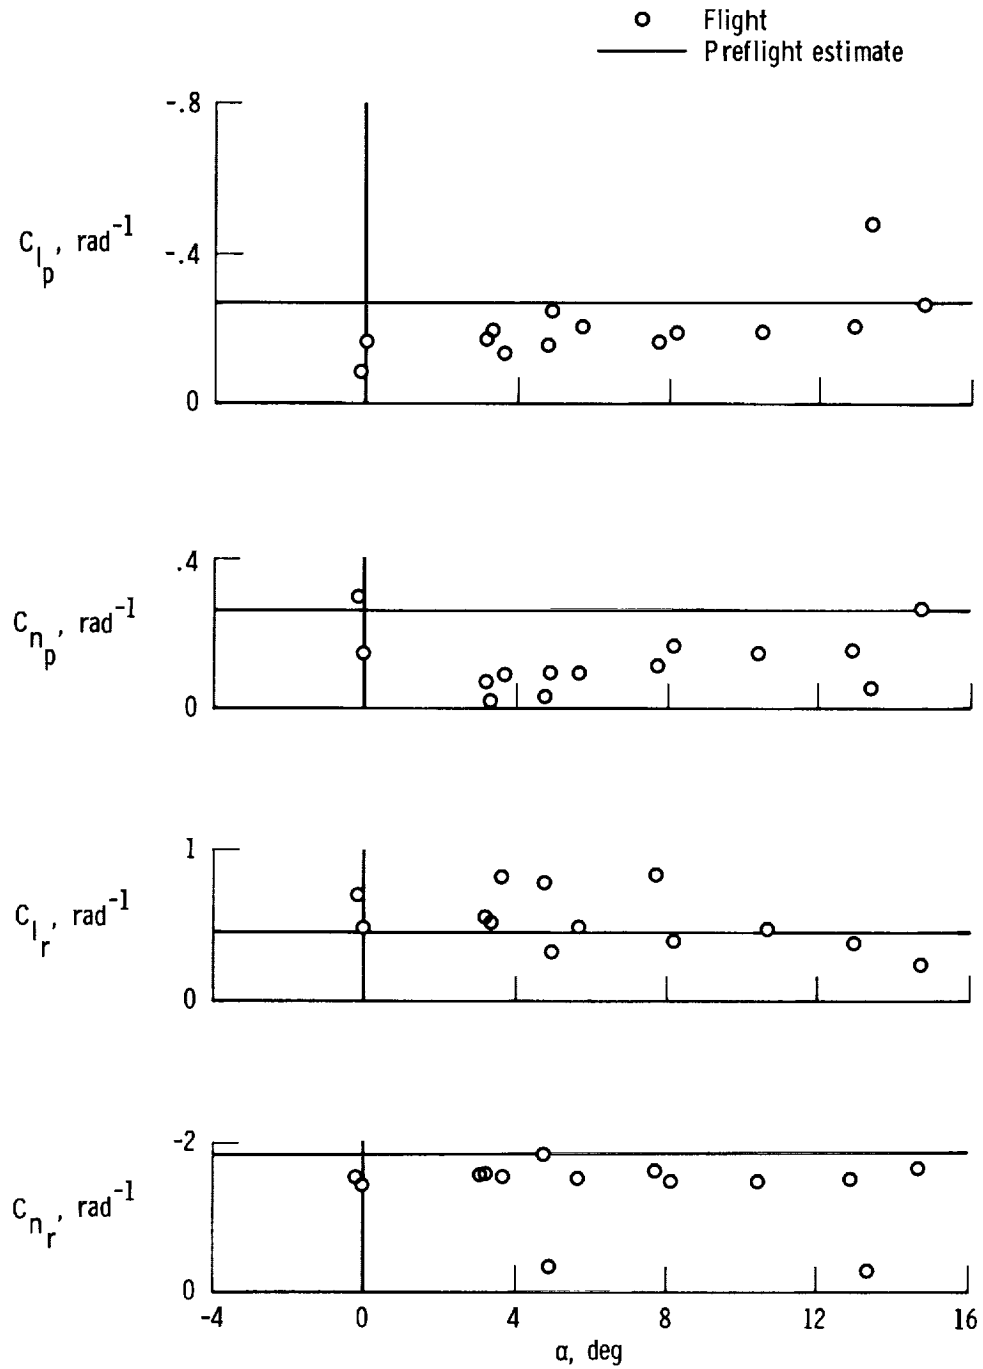 Flight
Preflight estimate
-.8
C_{l_p}, rad^{-1}
-.4
0
.4
C_{n_p}, rad^{-1}
0
1
C_{l_r}, rad^{-1}
0
-2
C_{n_r}, rad^{-1}
0
-4 0 4 8 12 16
α, deg